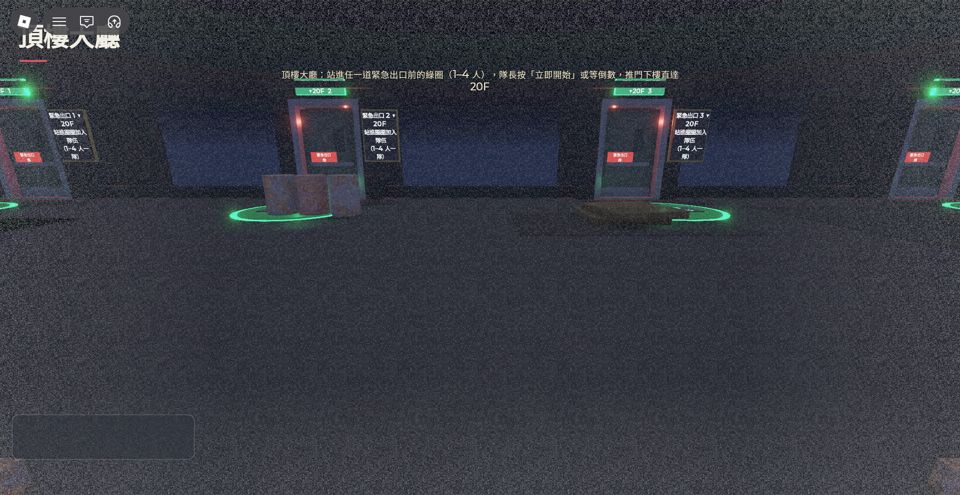 頂樓大廳
頂樓大廳：站進任一道緊急出口前的綠圈（1–4 人），隊長按「立即開始」或等倒數，推門下樓直達
20F
F 1
+20F 2
+20F 3
+20
緊急出口 1 ▼
20F
站進圈圈加入
隊伍
（1–4 人一
隊）
緊急出口 2 ▼
20F
站進圈圈加入
隊伍
（1–4 人一
隊）
緊急出口 3 ▼
20F
站進圈圈加入
隊伍
（1–4 人一
隊）